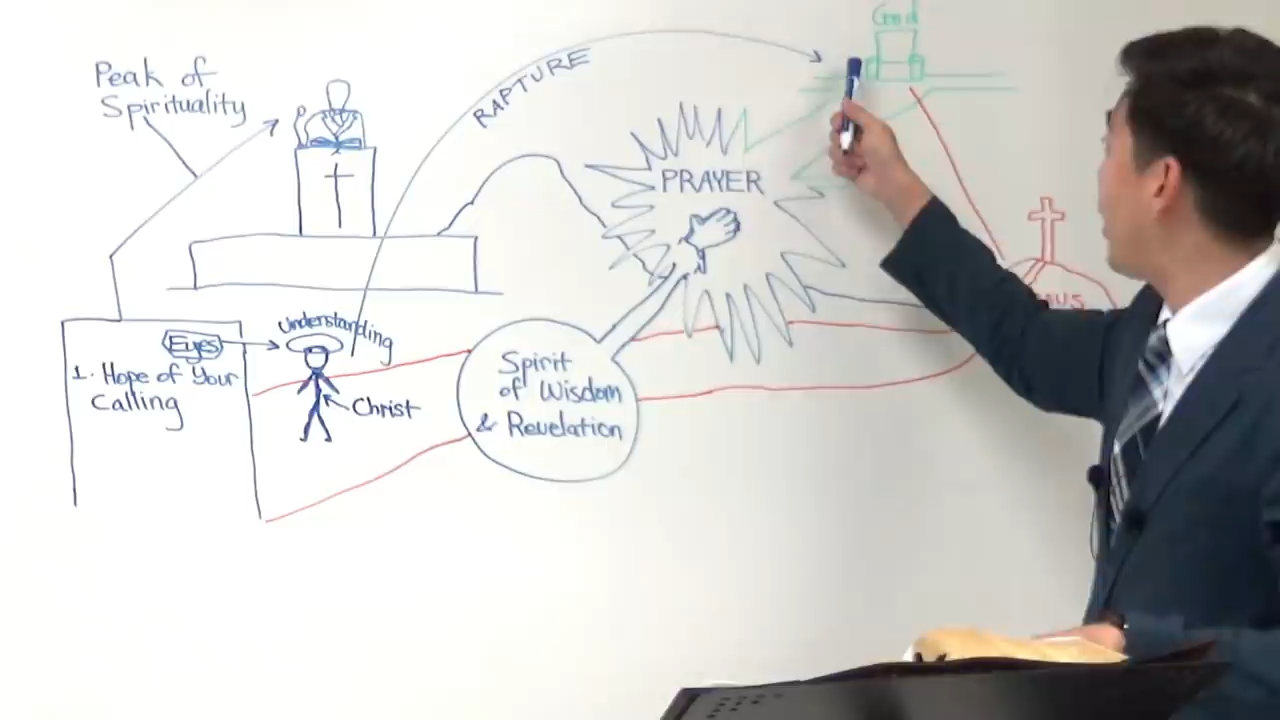 God
Peak of
Spirituality
RAPTURE
PRAYER
Understanding
Eyes
1. Hope of Your
Calling
Christ
Spirit
of Wisdom
& Revelation